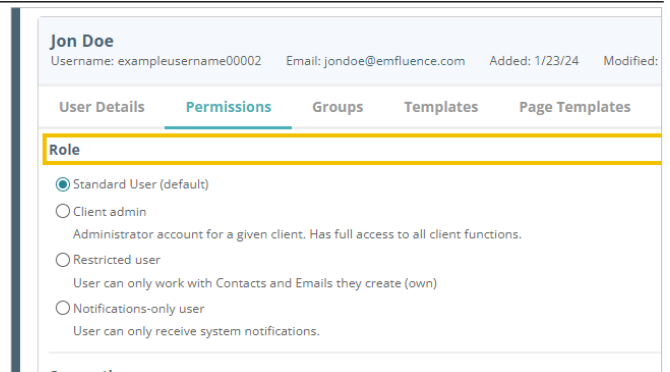 Jon Doe
Username: exampleusername00002 Email: jondoe@emfluence.com Added: 1/23/24 Modified:
User Details Permissions Groups Templates Page Templates
Role
Standard User (default)
Client admin
Administrator account for a given client. Has full access to all client functions.
Restricted user
User can only work with Contacts and Emails they create (own)
Notifications-only user
User can only receive system notifications.